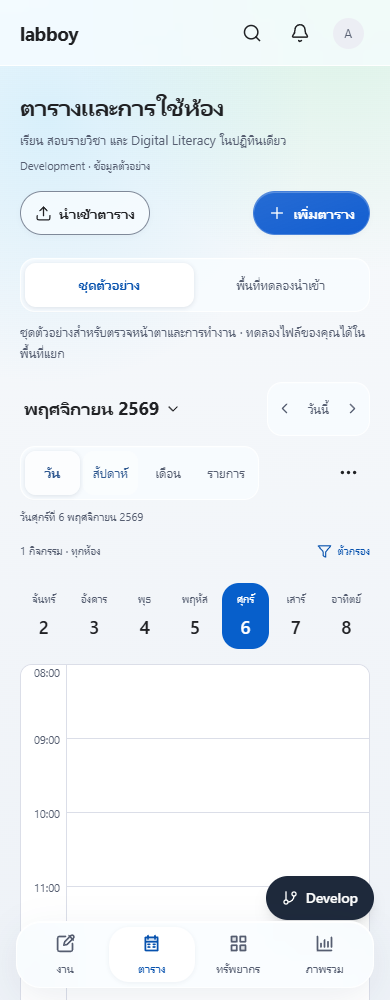 labboy
A
ตารางและการใช้ห้อง
เรียน สอบรายวิชา และ Digital Literacy ในปฏิทินเดียว
Development · ข้อมูลตัวอย่าง
นำเข้าตาราง
เพิ่มตาราง
ชุดตัวอย่าง
พื้นที่ทดลองนำเข้า
ชุดตัวอย่างสำหรับตรวจหน้าตาและการทำงาน · ทดลองไฟล์ของคุณได้ใน
พื้นที่แยก
พฤศจิกายน 2569
วันนี้
วัน
สัปดาห์
เดือน
รายการ
วันศุกร์ที่ 6 พฤศจิกายน 2569
1 กิจกรรม · ทุกห้อง
ตัวกรอง
จันทร์ อังคาร พุธ พฤหัส ศุกร์ เสาร์ อาทิตย์
2 3 4 5 6 7 8
08:00
09:00
10:00
11:00
Develop
งาน ตาราง ทรัพยากร ภาพรวม